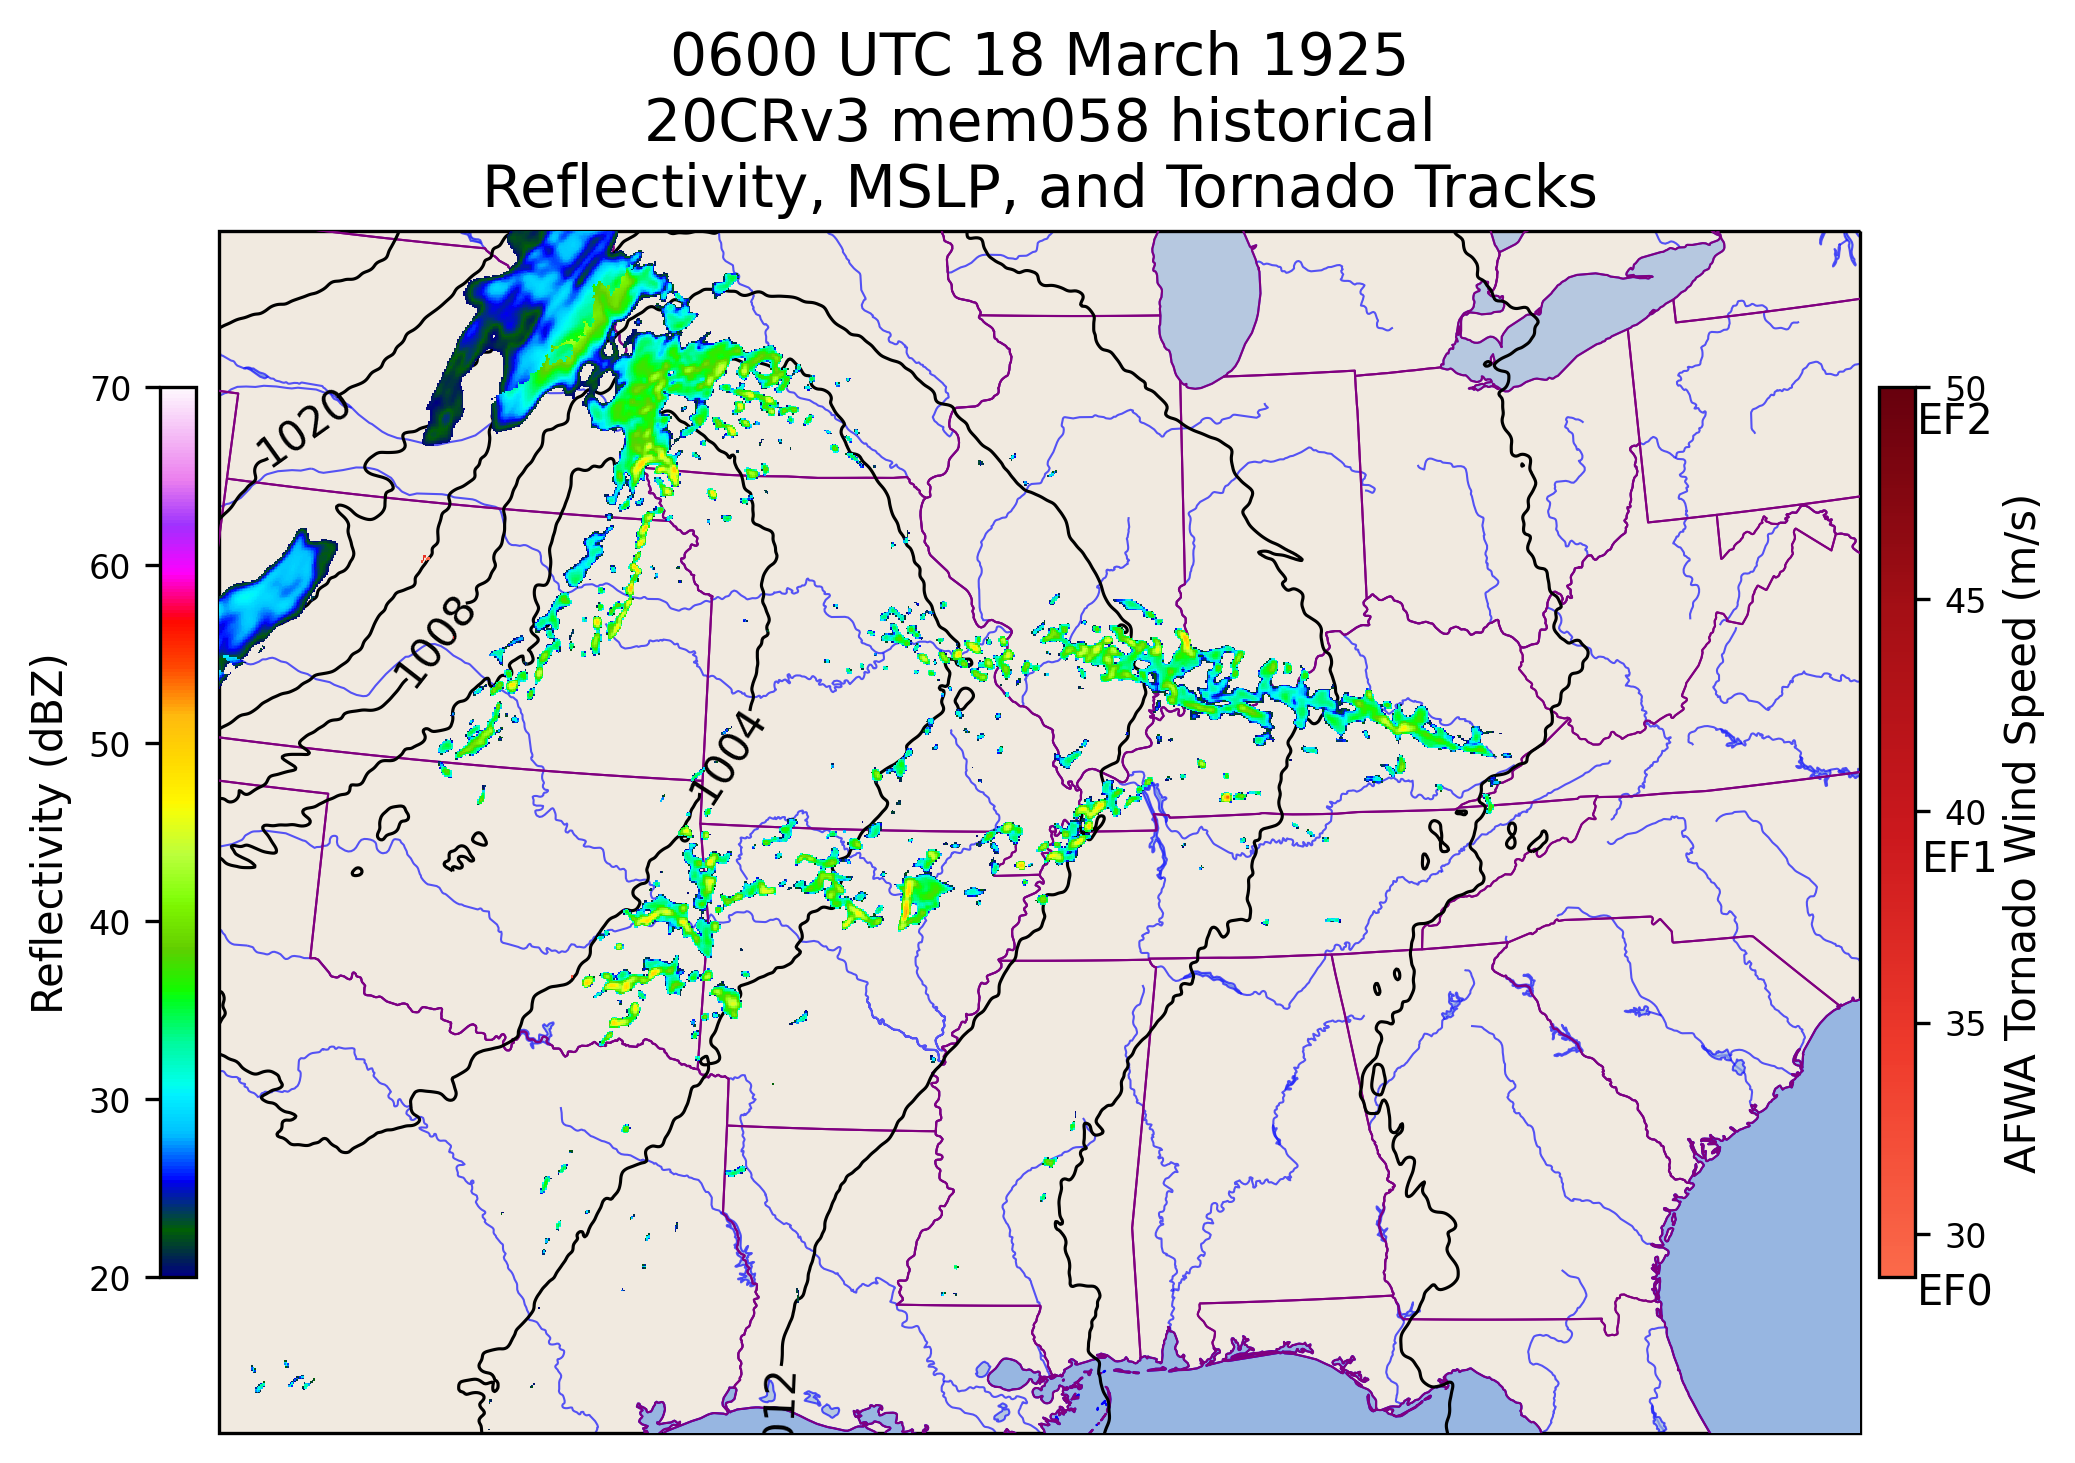 0600 UTC 18 March 1925
20CRv3 mem058 historical
Reflectivity, MSLP, and Tornado Tracks
70
60
50
40
30
20
Reflectivity (dBZ)
1020
1008
1004
012
50
EF2
45
40
EF1
35
30
EF0
AFWA Tornado Wind Speed (m/s)